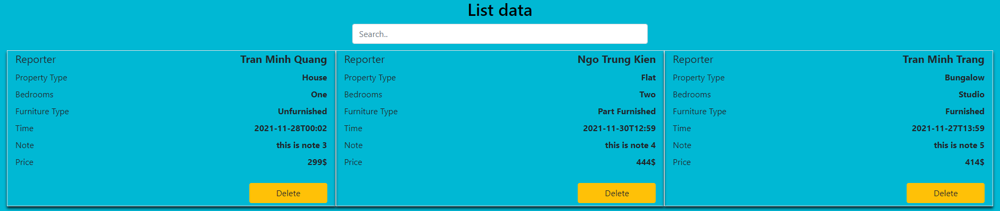 List data
Search..
Reporter Tran Minh Quang
Property Type House
Bedrooms One
Furniture Type Unfurnished
Time 2021-11-28T00:02
Note this is note 3
Price 299$
Delete
Reporter Ngo Trung Kien
Property Type Flat
Bedrooms Two
Furniture Type Part Furnished
Time 2021-11-30T12:59
Note this is note 4
Price 444$
Delete
Reporter Tran Minh Trang
Property Type Bungalow
Bedrooms Studio
Furniture Type Furnished
Time 2021-11-27T13:59
Note this is note 5
Price 414$
Delete